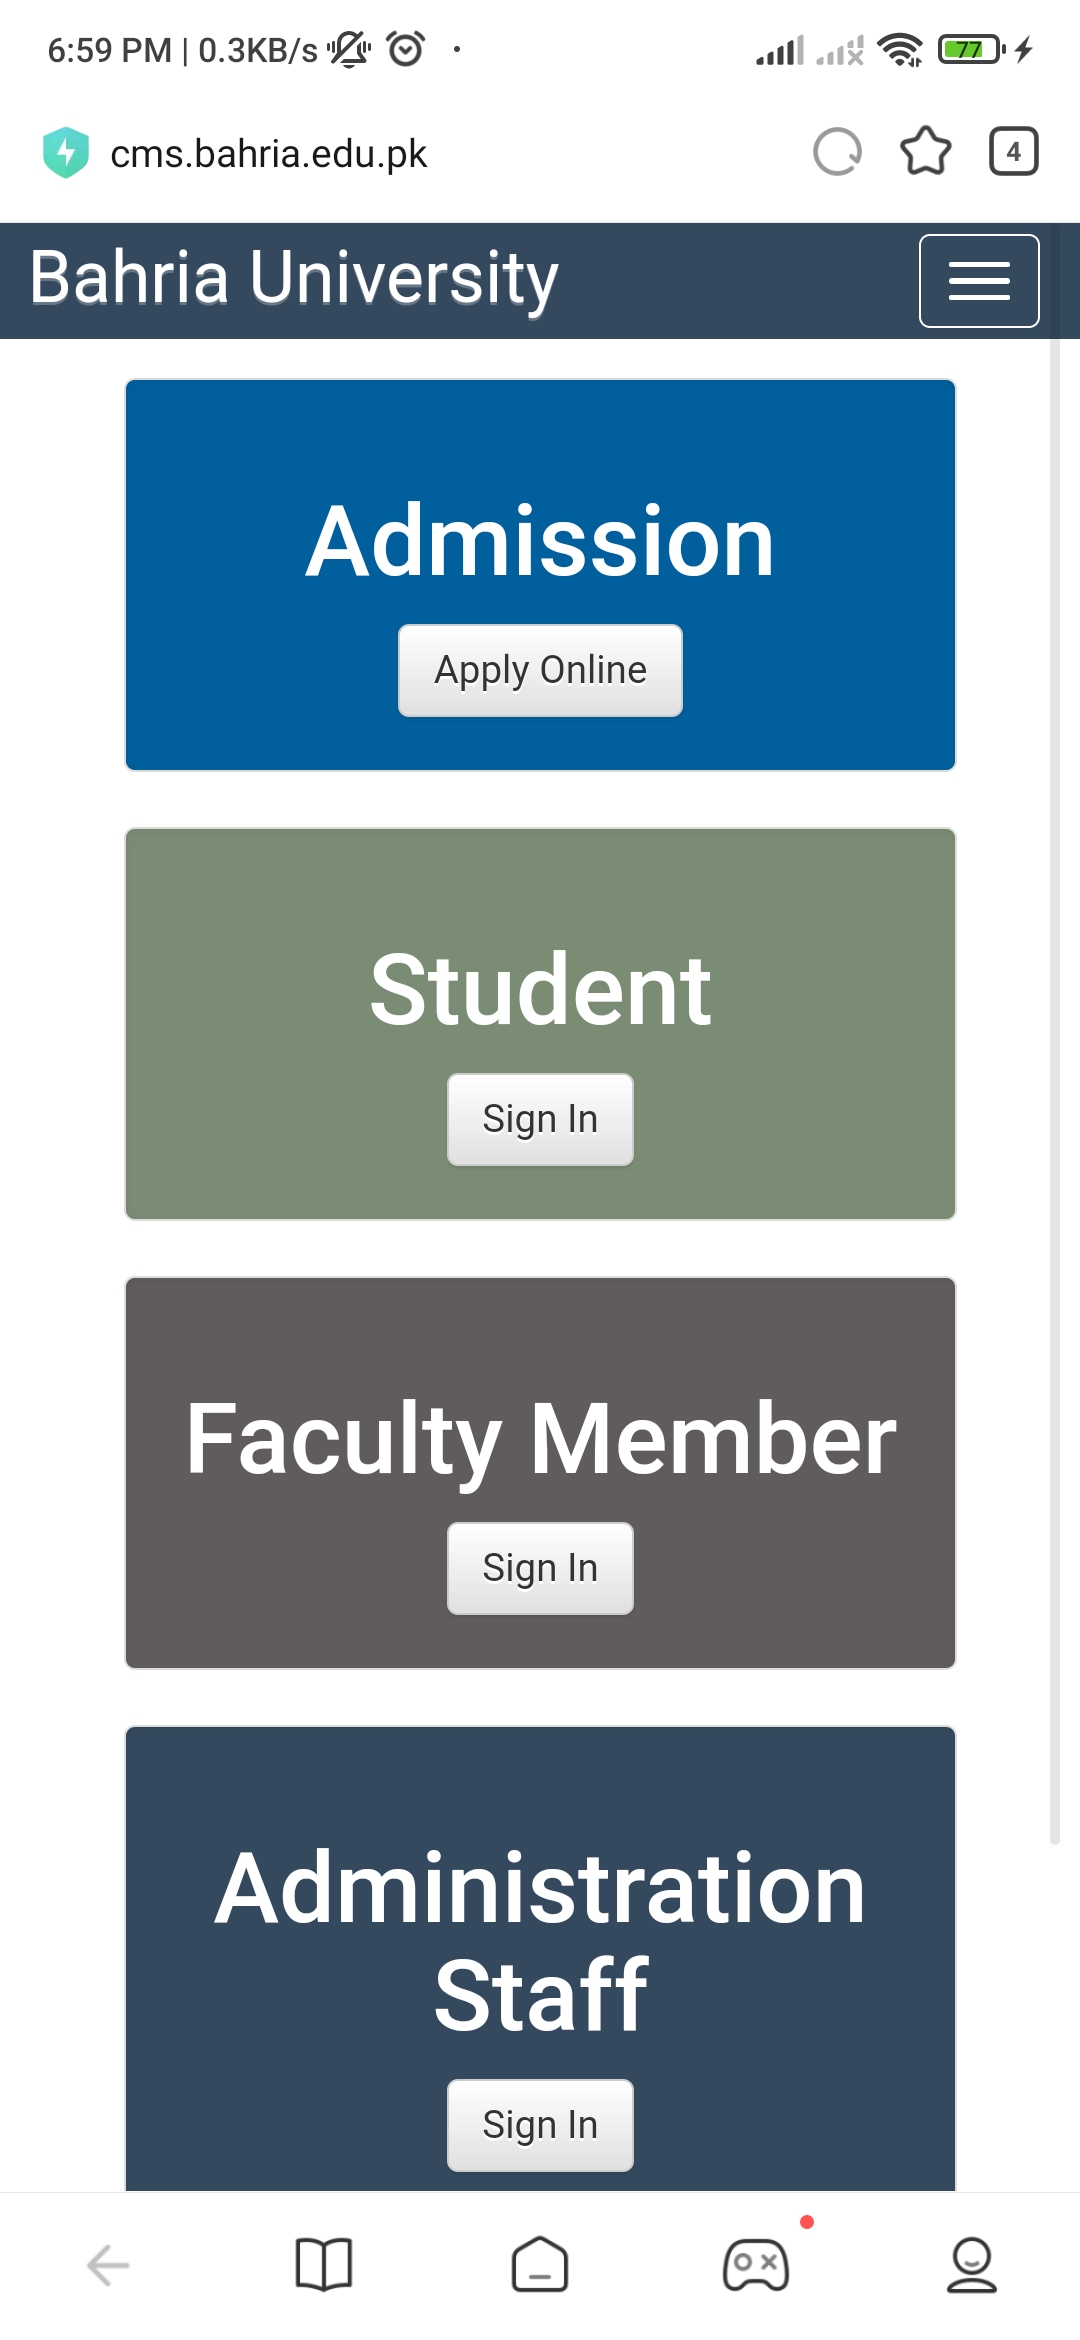 6:59 PM | 0.3KB/s
77
cms.bahria.edu.pk
4
Bahria University
Admission
Apply Online
Student
Sign In
Faculty Member
Sign In
Administration
Staff
Sign In